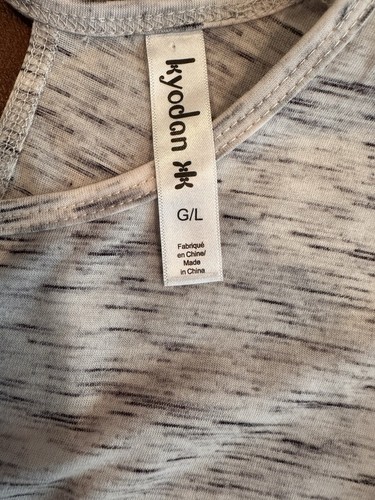 kyodan
G/L
Fabriqué
en Chine/
Made
in China